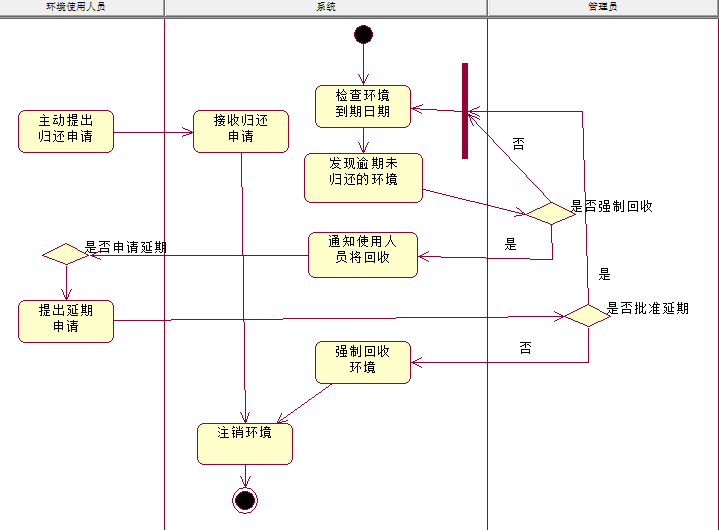 环境使用人员
系统
管理员
检查环境
到期日期
主动提出
归还申请
接收归还
申请
否
发现逾期未
归还的环境
是否强制回收
是否申请延期
通知使用人
员将回收
是
是
提出延期
申请
是否批准延期
强制回收
环境
否
注销环境